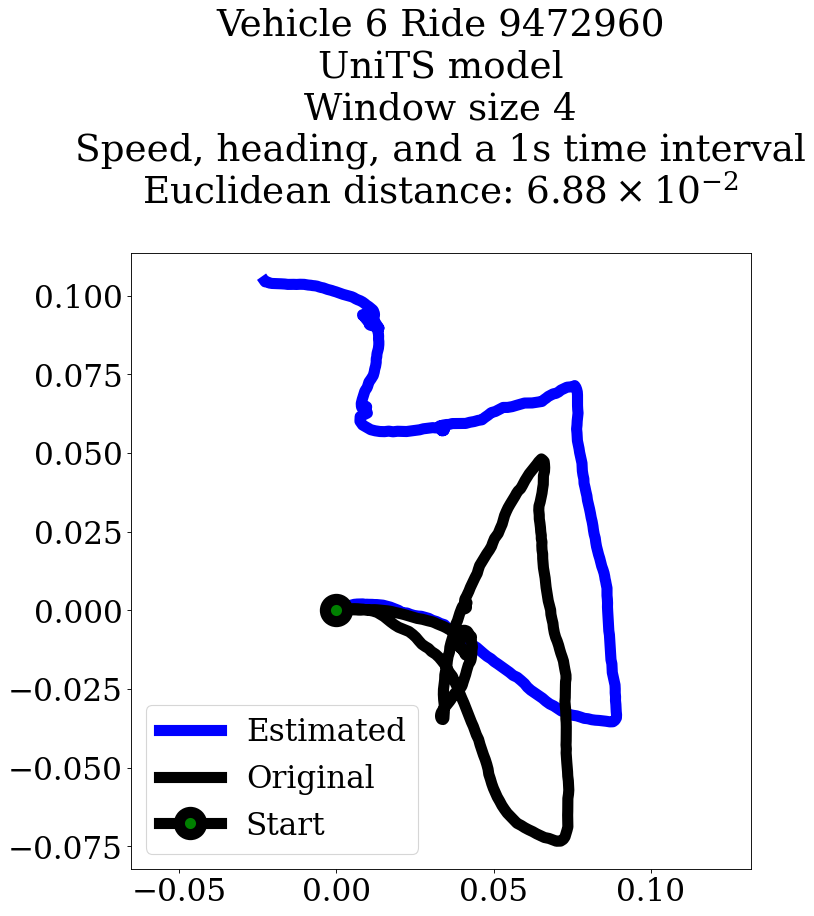 Vehicle 6 Ride 9472960
UniTS model
Window size 4
Speed, heading, and a 1s time interval
Euclidean distance: 6.88 × 10⁻²
0.100
0.075
0.050
0.025
0.000
−0.025
−0.050
−0.075
Estimated
Original
Start
−0.05 0.00 0.05 0.10